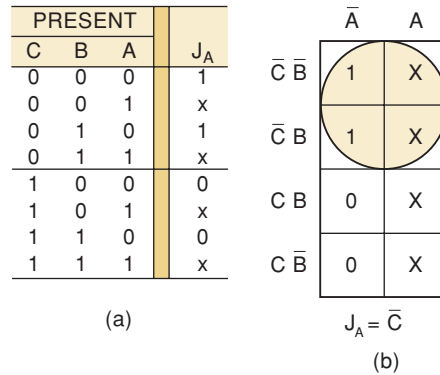 PRESENT
C B A J_A
0 0 0 1
0 0 1 x
0 1 0 1
0 1 1 x
1 0 0 0
1 0 1 x
1 1 0 0
1 1 1 x
(a)
A̅ A
C̅ B̅ 1 X
C̅ B 1 X
C B 0 X
C B̅ 0 X
J_A = C̅
(b)